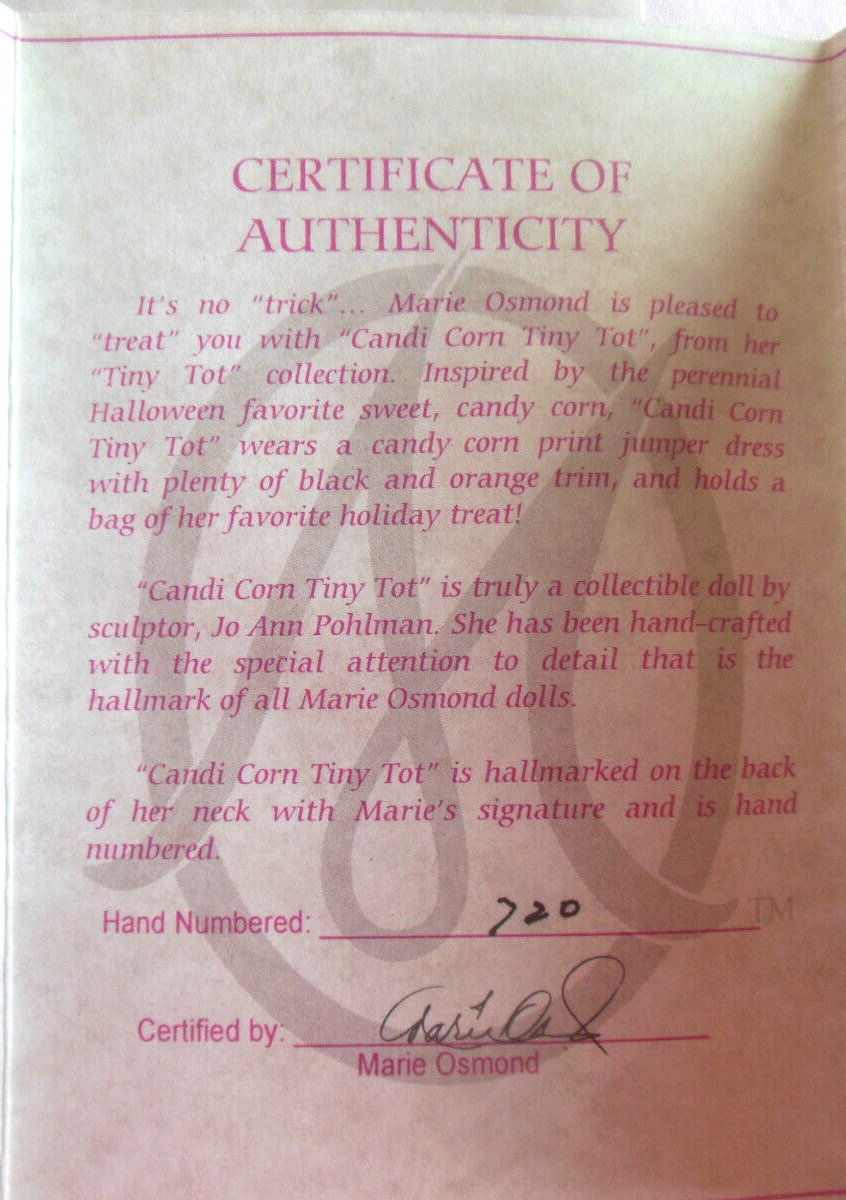 CERTIFICATE OF
AUTHENTICITY
It's no "trick"... Marie Osmond is pleased to
"treat" you with "Candi Corn Tiny Tot", from her
"Tiny Tot" collection. Inspired by the perennial
Halloween favorite sweet, candy corn, "Candi Corn
Tiny Tot" wears a candy corn print jumper dress
with plenty of black and orange trim, and holds a
bag of her favorite holiday treat!
"Candi Corn Tiny Tot" is truly a collectible doll by
sculptor, Jo Ann Pohlman. She has been hand-crafted
with the special attention to detail that is the
hallmark of all Marie Osmond dolls.
"Candi Corn Tiny Tot" is hallmarked on the back
of her neck with Marie's signature and is hand
numbered.
Hand Numbered: 720
TM
Certified by: Marie Osmond
Marie Osmond